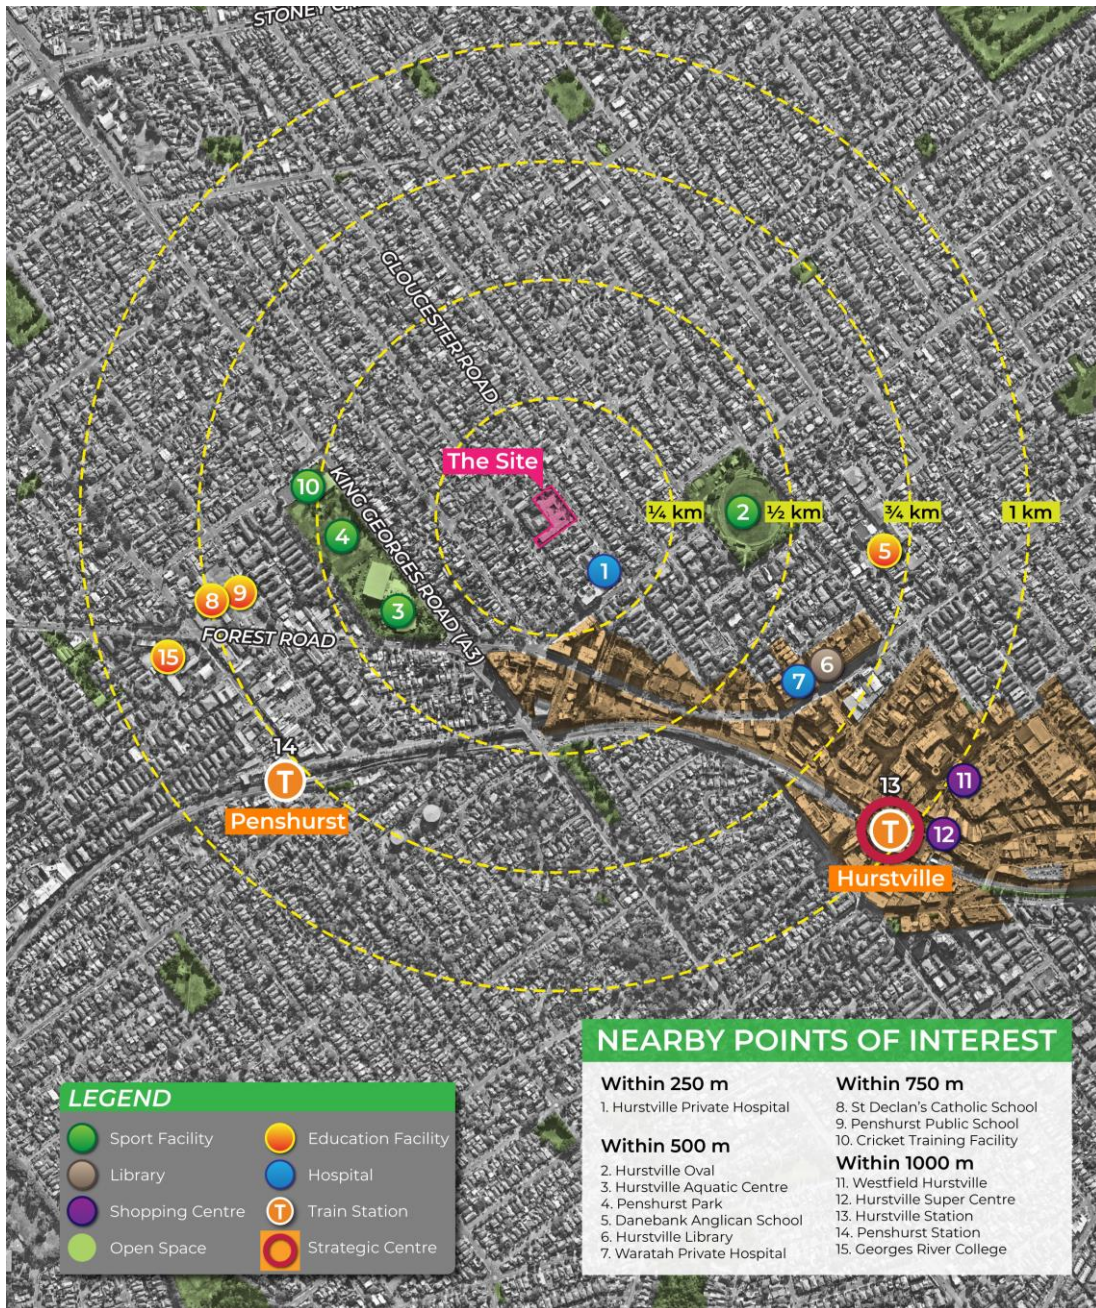 STONEY
GLOUCESTER ROAD
The Site
10
KING GEORGES ROAD (A3)
4
2
¼ km
½ km
¾ km
1 km
5
1
9
8
3
FOREST ROAD
15
6
7
14
T
Penshurst
13
11
T
12
Hurstville
NEARBY POINTS OF INTEREST
Within 250 m
1. Hurstville Private Hospital
Within 500 m
2. Hurstville Oval
3. Hurstville Aquatic Centre
4. Penshurst Park
5. Danebank Anglican School
6. Hurstville Library
7. Waratah Private Hospital
Within 750 m
8. St Declan's Catholic School
9. Penshurst Public School
10. Cricket Training Facility
Within 1000 m
11. Westfield Hurstville
12. Hurstville Super Centre
13. Hurstville Station
14. Penshurst Station
15. Georges River College
LEGEND
Sport Facility
Education Facility
Library
Hospital
Shopping Centre
T Train Station
Open Space
Strategic Centre